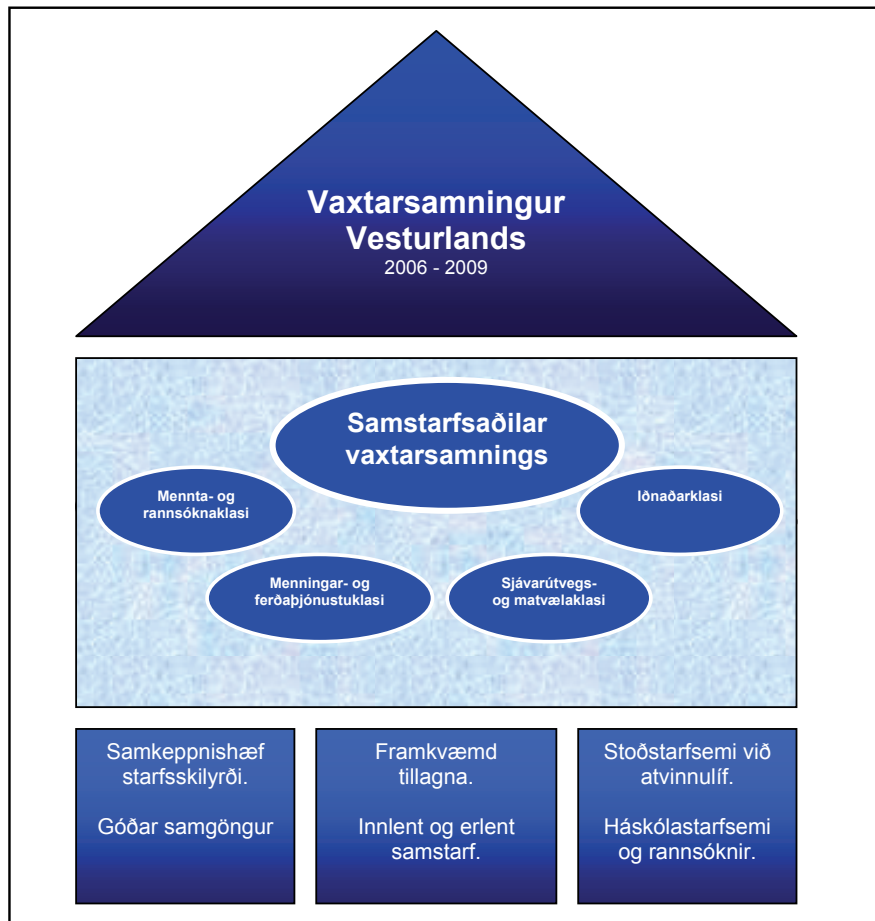 Vaxtarsamningur
Vesturlands
2006 - 2009
Samstarfsaðilar
vaxtarsamnings
Mennta- og
rannsóknaklasi
Iðnaðarklasi
Menningar- og
ferðaþjónustuklasi
Sjávarútvegs-
og matvælaklasi
Samkeppnishæf
starfsskilyrði.
Góðar samgöngur
Framkvæmd
tillagna.
Innlent og erlent
samstarf.
Stoðstarfsemi við
atvinnulíf.
Háskólastarfsemi
og rannsóknir.